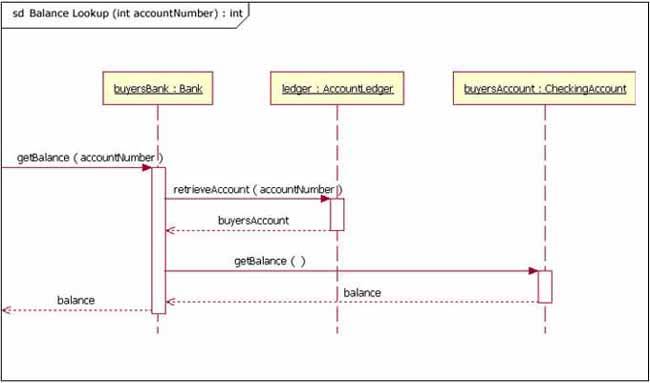 sd Balance Lookup (int accountNumber) : int
buyersBank : Bank
ledger : AccountLedger
buyersAccount : CheckingAccount
getBalance ( accountNumber )
retrieveAccount ( accountNumber )
buyersAccount
getBalance ( )
balance
balance